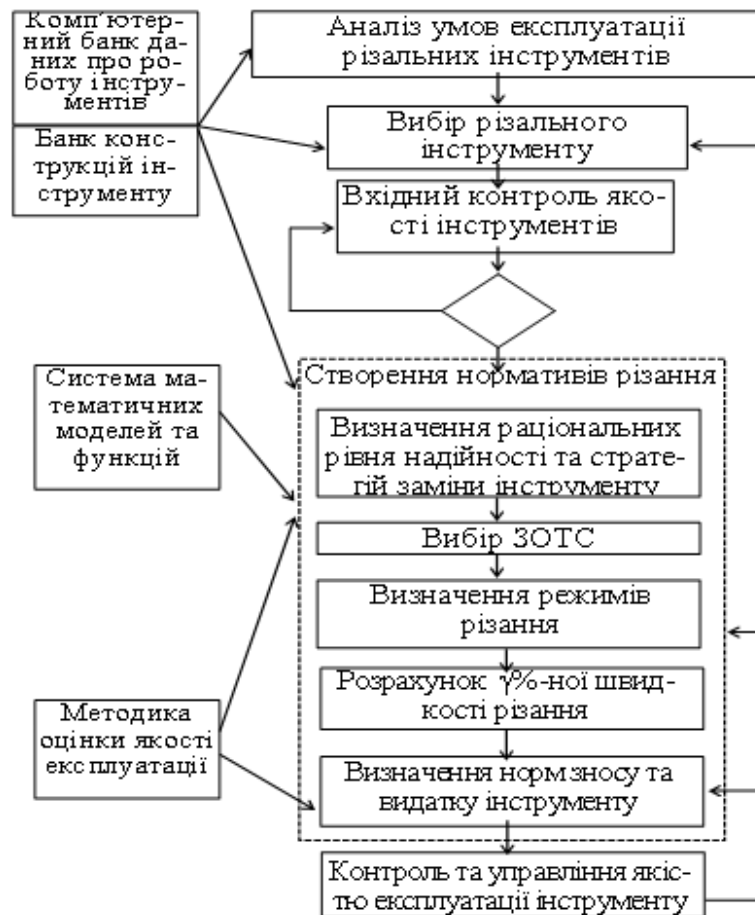 Комп´ютер-
ний банк да-
них про ро-
боту інстру-
ментів
Банк конс-
трукцій ін-
струменту
Аналіз умов експлуатації
різальних інструментів
Вибір різального
інструменту
Вхідний контроль яко-
сті інструментів
Створення нормативів різання
Система ма-
тематичних
моделей та
функцій
Визначення раціональних
рівня надійності та страте-
гій заміни інструменту
Вибір ЗОТС
Визначення режимів
різання
Розрахунок γ%-ної швид-
кості різання
Методика
оцінки якості
експлуатації
Визначення норм зносу та
видатку інструменту
Контроль та управління якіс-
тю експлуатації інструменту